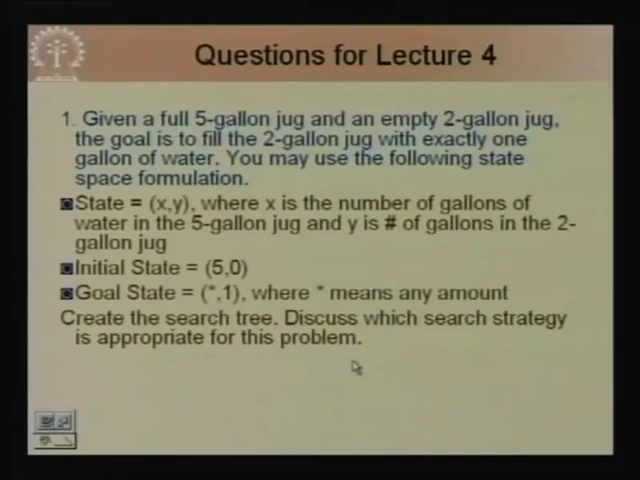 Questions for Lecture 4
1. Given a full 5-gallon jug and an empty 2-gallon jug,
the goal is to fill the 2-gallon jug with exactly one
gallon of water. You may use the following state
space formulation.
State = (x,y), where x is the number of gallons of
water in the 5-gallon jug and y is # of gallons in the 2-
gallon jug
Initial State = (5,0)
Goal State = (*,1), where * means any amount
Create the search tree. Discuss which search strategy
is appropriate for this problem.